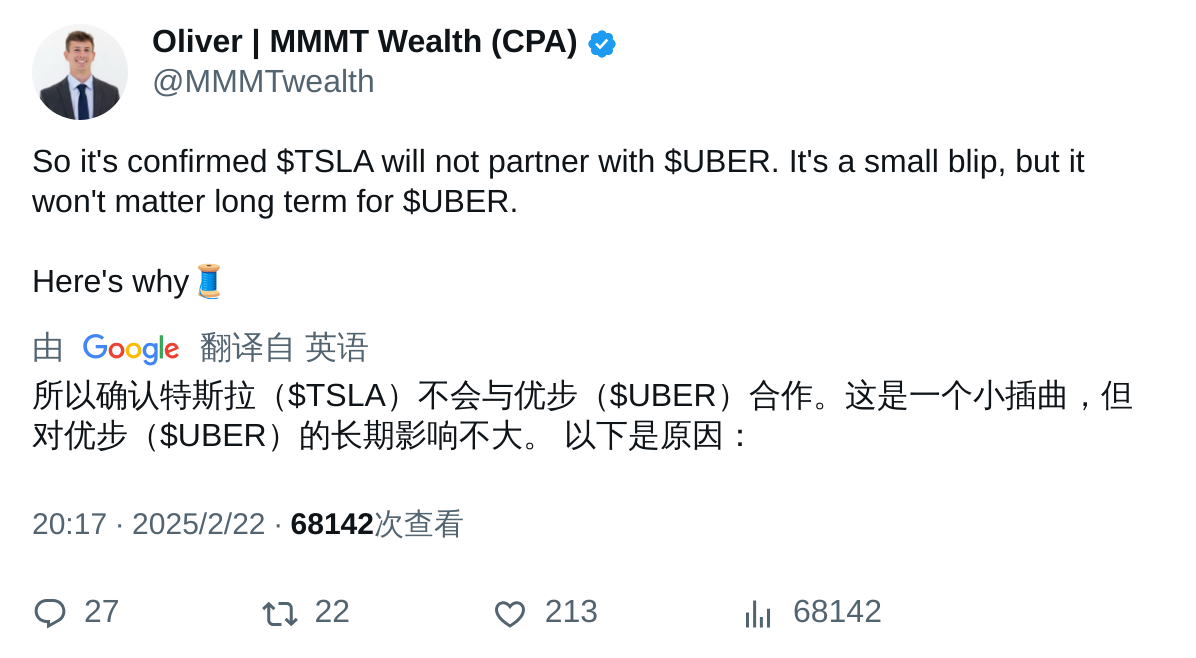 Oliver | MMMT Wealth (CPA)
@MMMTwealth
So it's confirmed $TSLA will not partner with $UBER. It's a small blip, but it
won't matter long term for $UBER.
Here's why🧵
由 Google 翻译自 英语
所以确认特斯拉（$TSLA）不会与优步（$UBER）合作。这是一个小插曲，但
对优步（$UBER）的长期影响不大。 以下是原因：
20:17 · 2025/2/22 · 68142次查看
27 22 213 68142